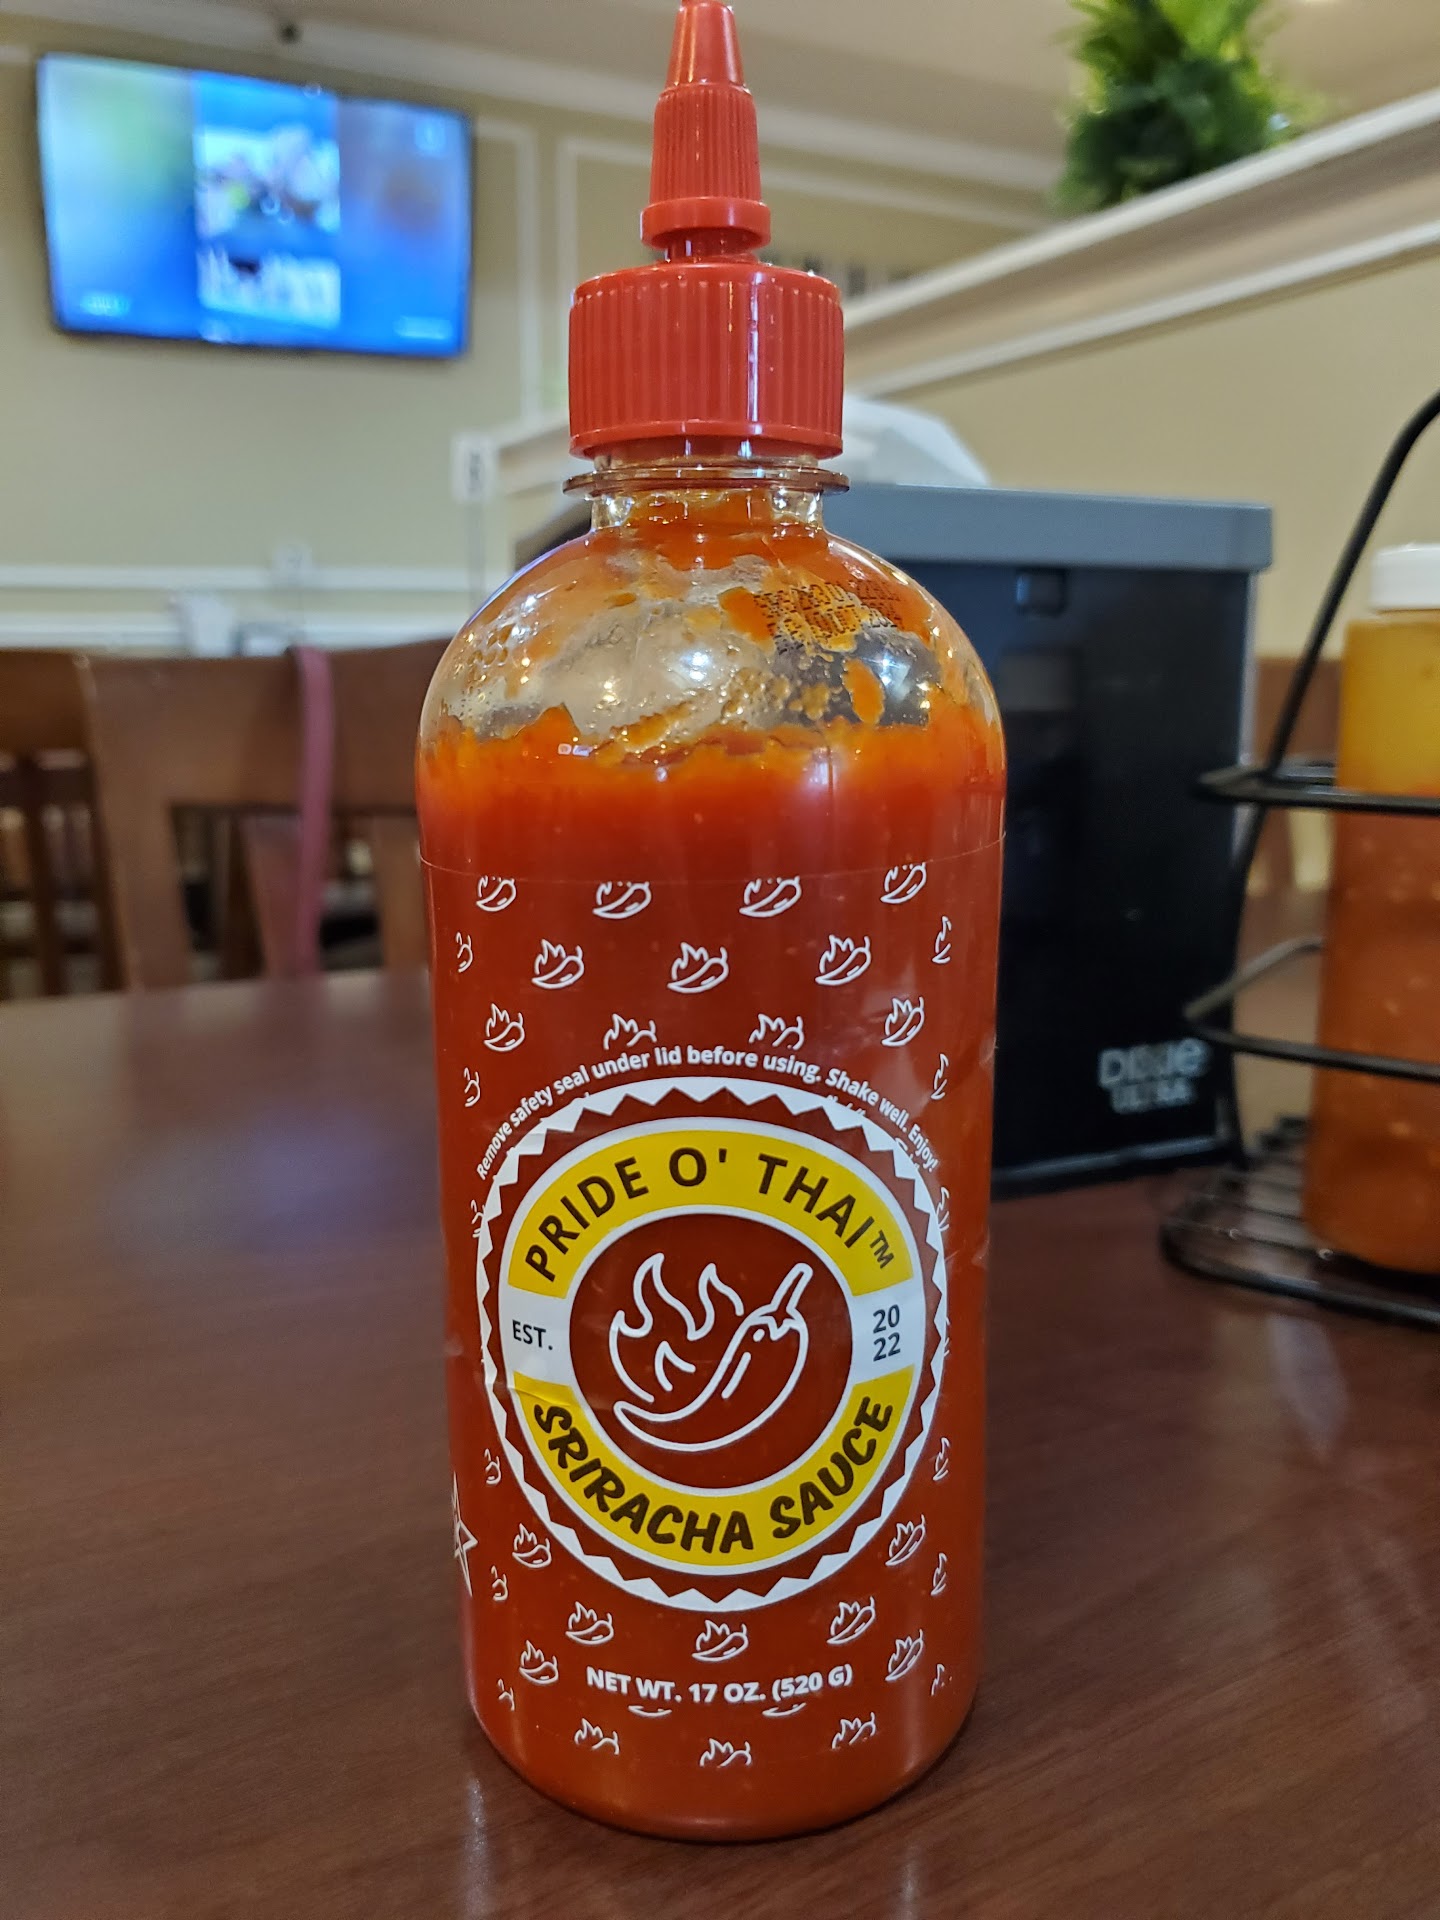 Remove safety seal under lid before using. Shake well. Enjoy!
PRIDE O' THAI™
EST.
20
22
SRIRACHA SAUCE
NET WT. 17 OZ. (520 G)
DIXIE
ULTRA